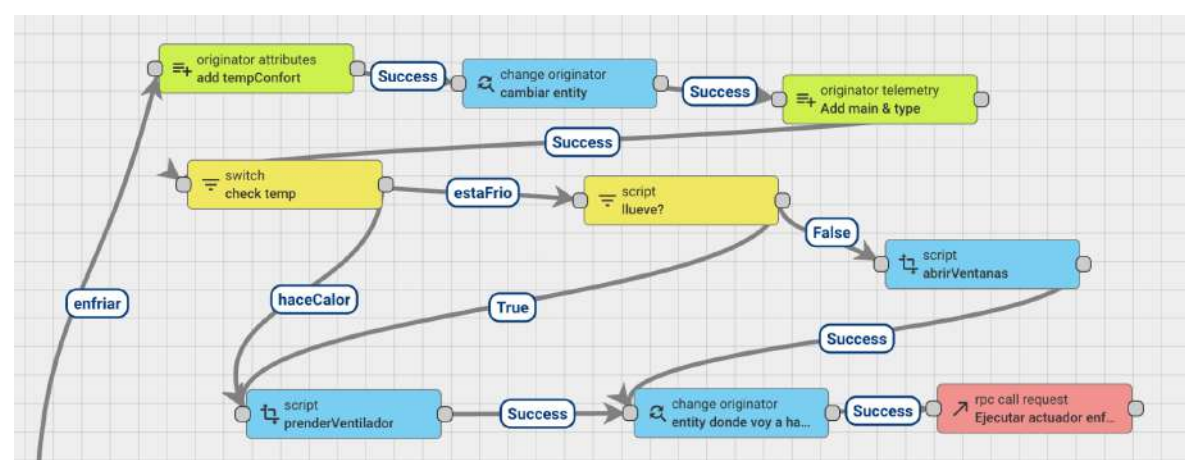 originator attributes
add tempConfort
Success
change originator
cambiar entity
Success
originator telemetry
Add main & type
Success
switch
check temp
estaFrio
script
llueve?
False
script
abrirVentanas
enfriar
haceCalor
True
Success
script
prenderVentilador
Success
change originator
entity donde voy a ha...
Success
rpc call request
Ejecutar actuador enf...